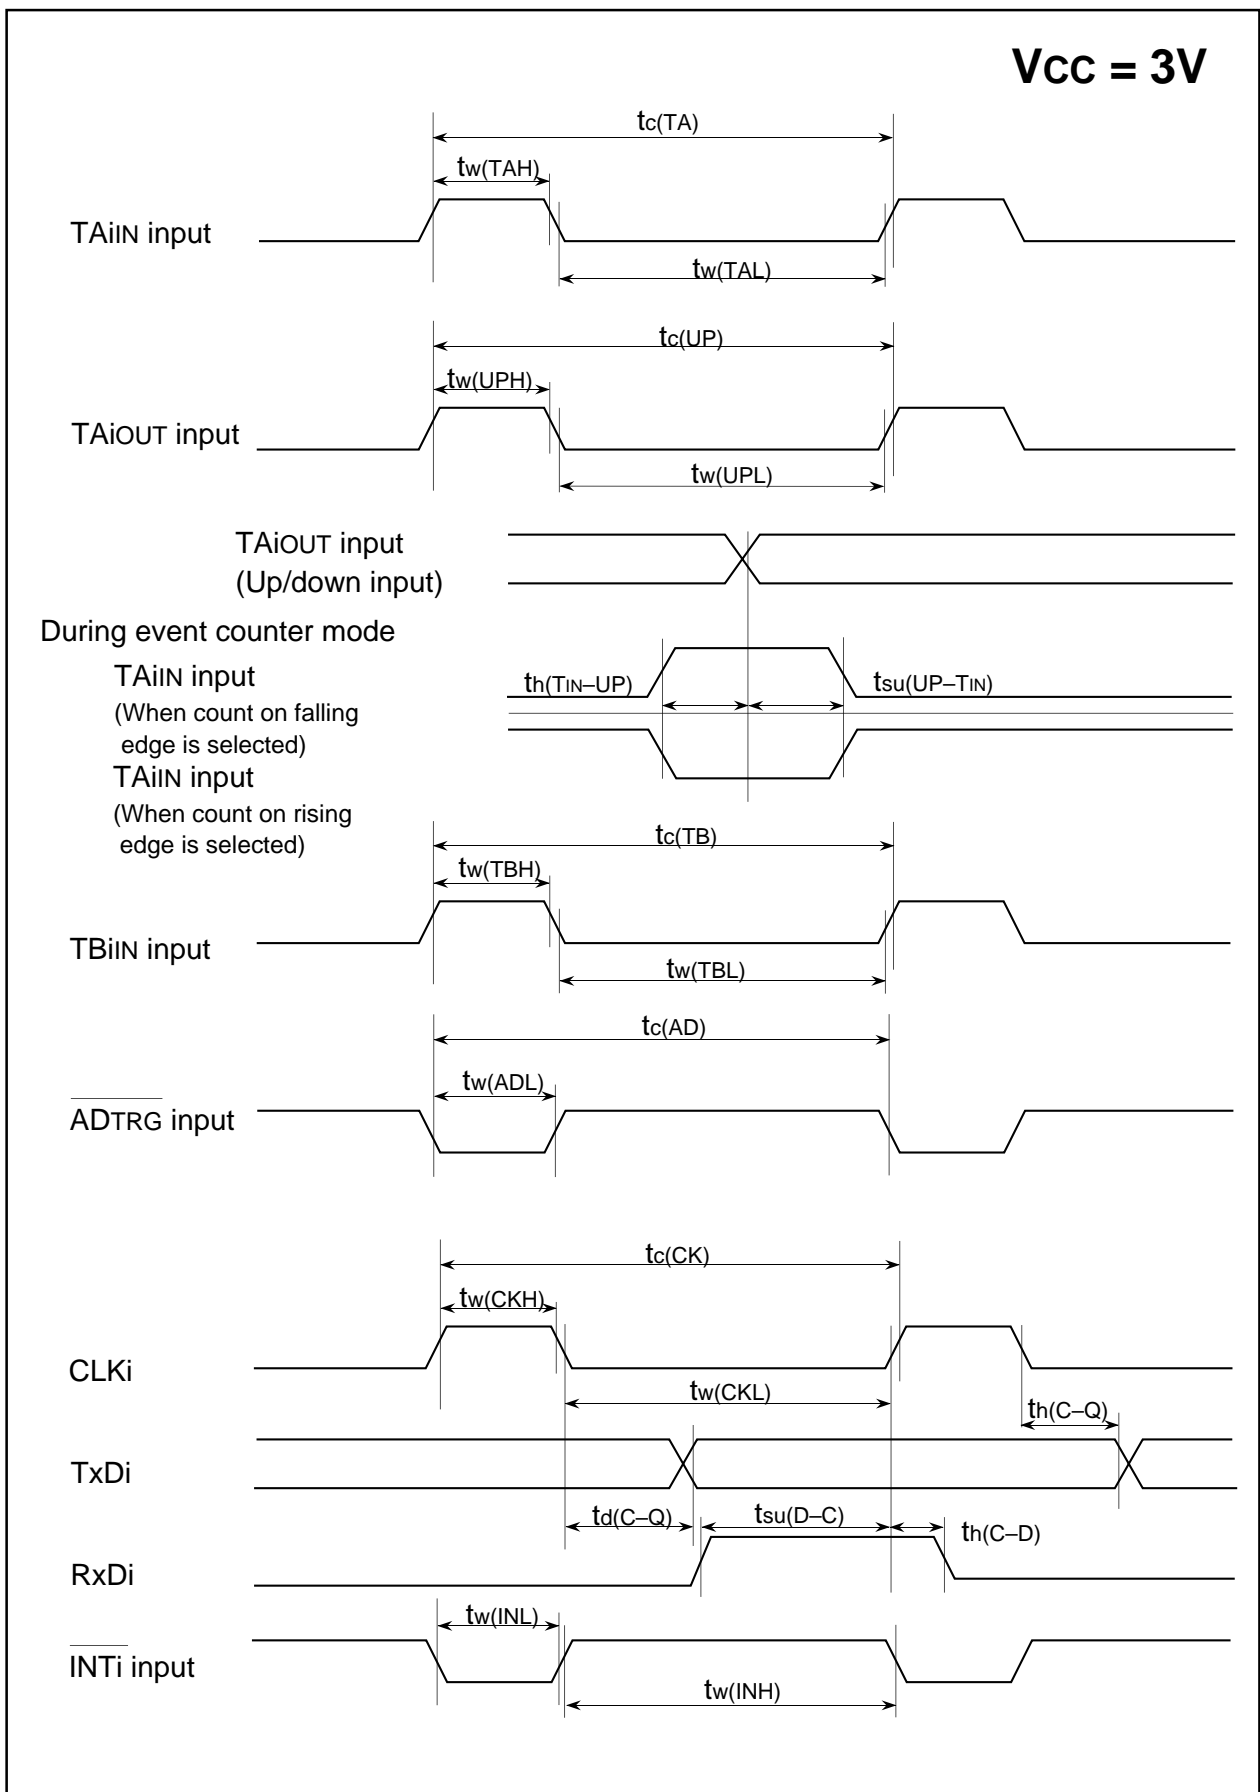 VCC = 3V
tc(TA)
tw(TAH)
TAiIN input
tw(TAL)
tc(UP)
tw(UPH)
TAiOUT input
tw(UPL)
TAiOUT input
(Up/down input)
During event counter mode
TAiIN input
th(TIN–UP)
tsu(UP–TIN)
(When count on falling
edge is selected)
TAiIN input
(When count on rising
edge is selected)
tc(TB)
tw(TBH)
TBiIN input
tw(TBL)
tc(AD)
tw(ADL)
ADTRG input
tc(CK)
tw(CKH)
CLKi
tw(CKL)
th(C–Q)
TxDi
td(C–Q)
tsu(D–C)
th(C–D)
RxDi
tw(INL)
INTi input
tw(INH)